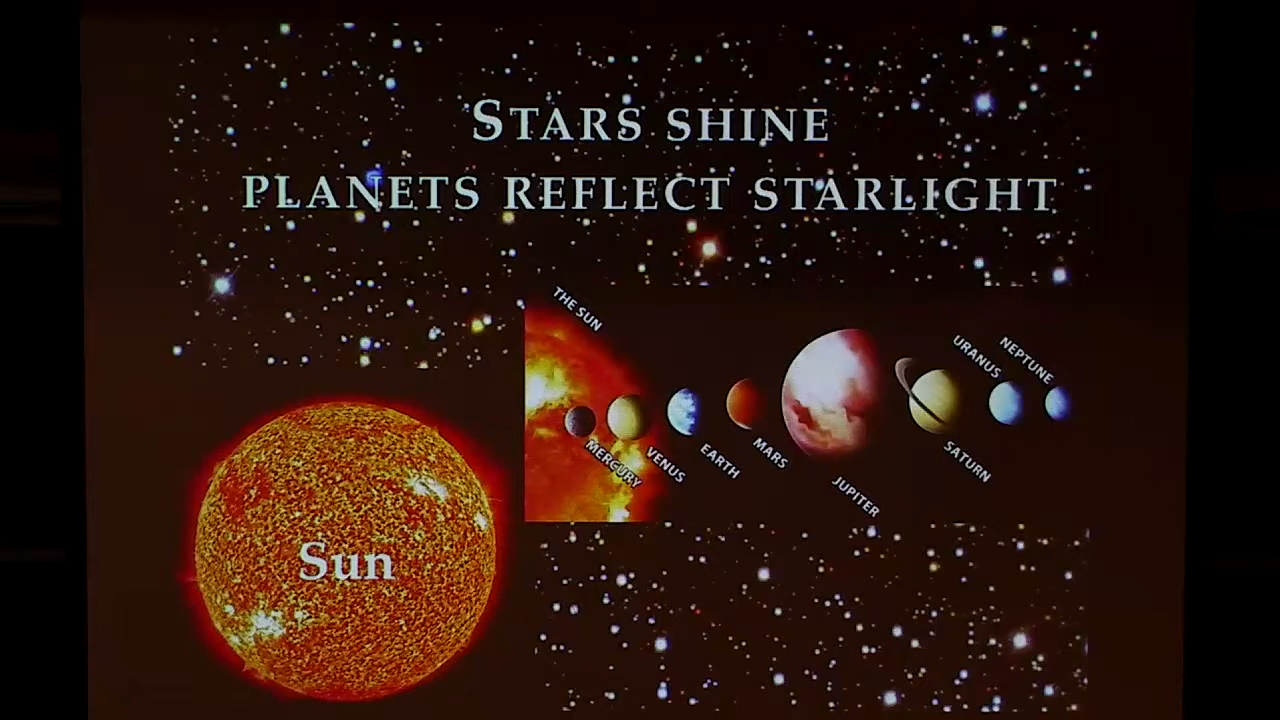 STARS SHINE
PLANETS REFLECT STARLIGHT
THE SUN
MERCURY
VENUS
EARTH
MARS
JUPITER
SATURN
URANUS
NEPTUNE
Sun